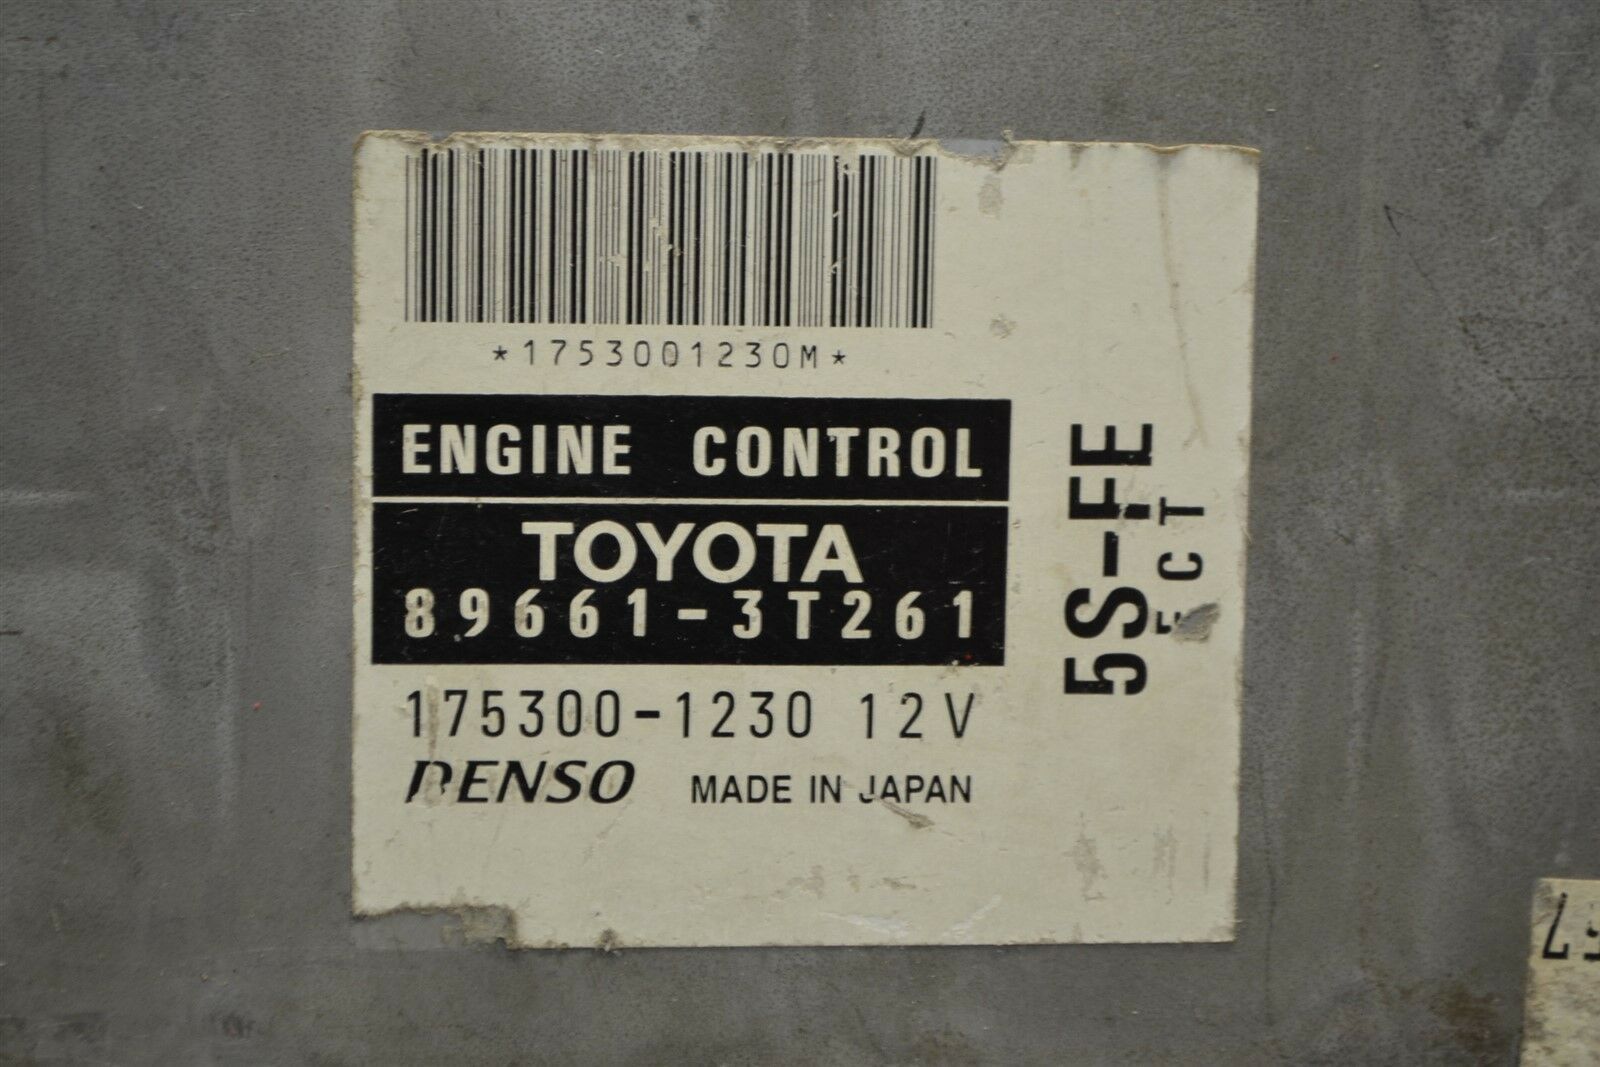 *1753001230M*
ENGINE CONTROL
TOYOTA
89661-3T261
175300-1230 12V
DENSO MADE IN JAPAN
5S-FE
ECT